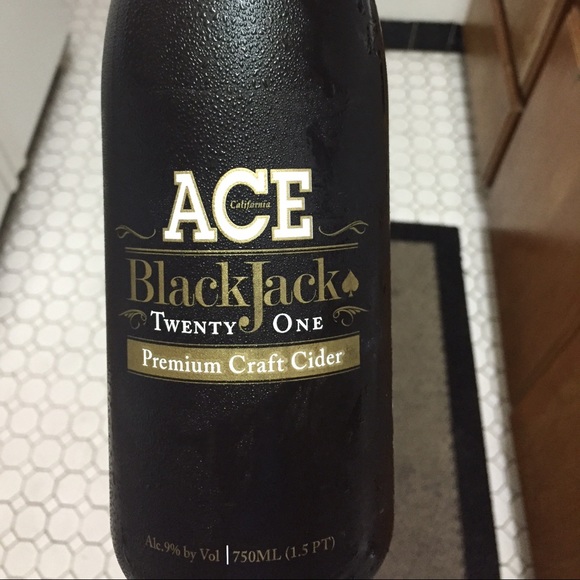 ACE
California
BlackJack
TWENTY ONE
Premium Craft Cider
Alc.9% by Vol | 750ML (1.5 PT)